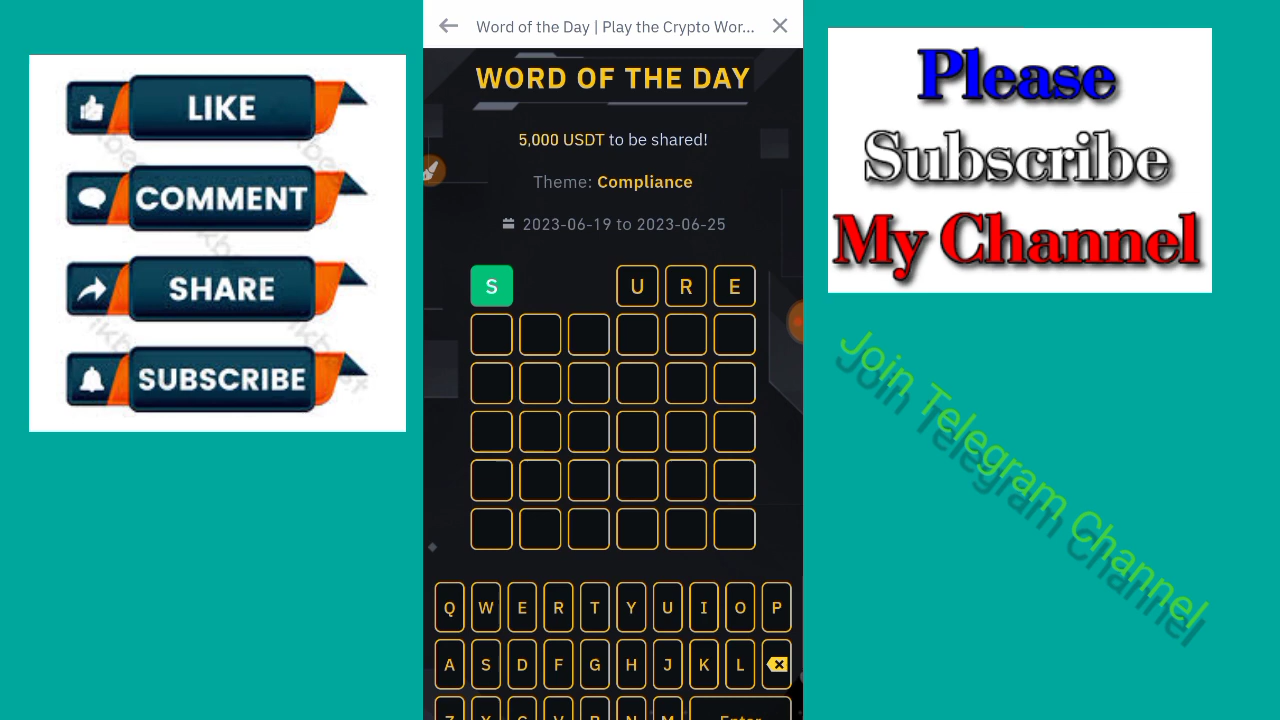 LIKE
COMMENT
SHARE
SUBSCRIBE
Word of the Day | Play the Crypto Wor...
WORD OF THE DAY
5,000 USDT to be shared!
Theme: Compliance
2023-06-19 to 2023-06-25
S U R E
Q W E R T Y U I O P
A S D F G H J K L
Z X C V B N M Enter
Please
Subscribe
My Channel
Join Telegram Channel